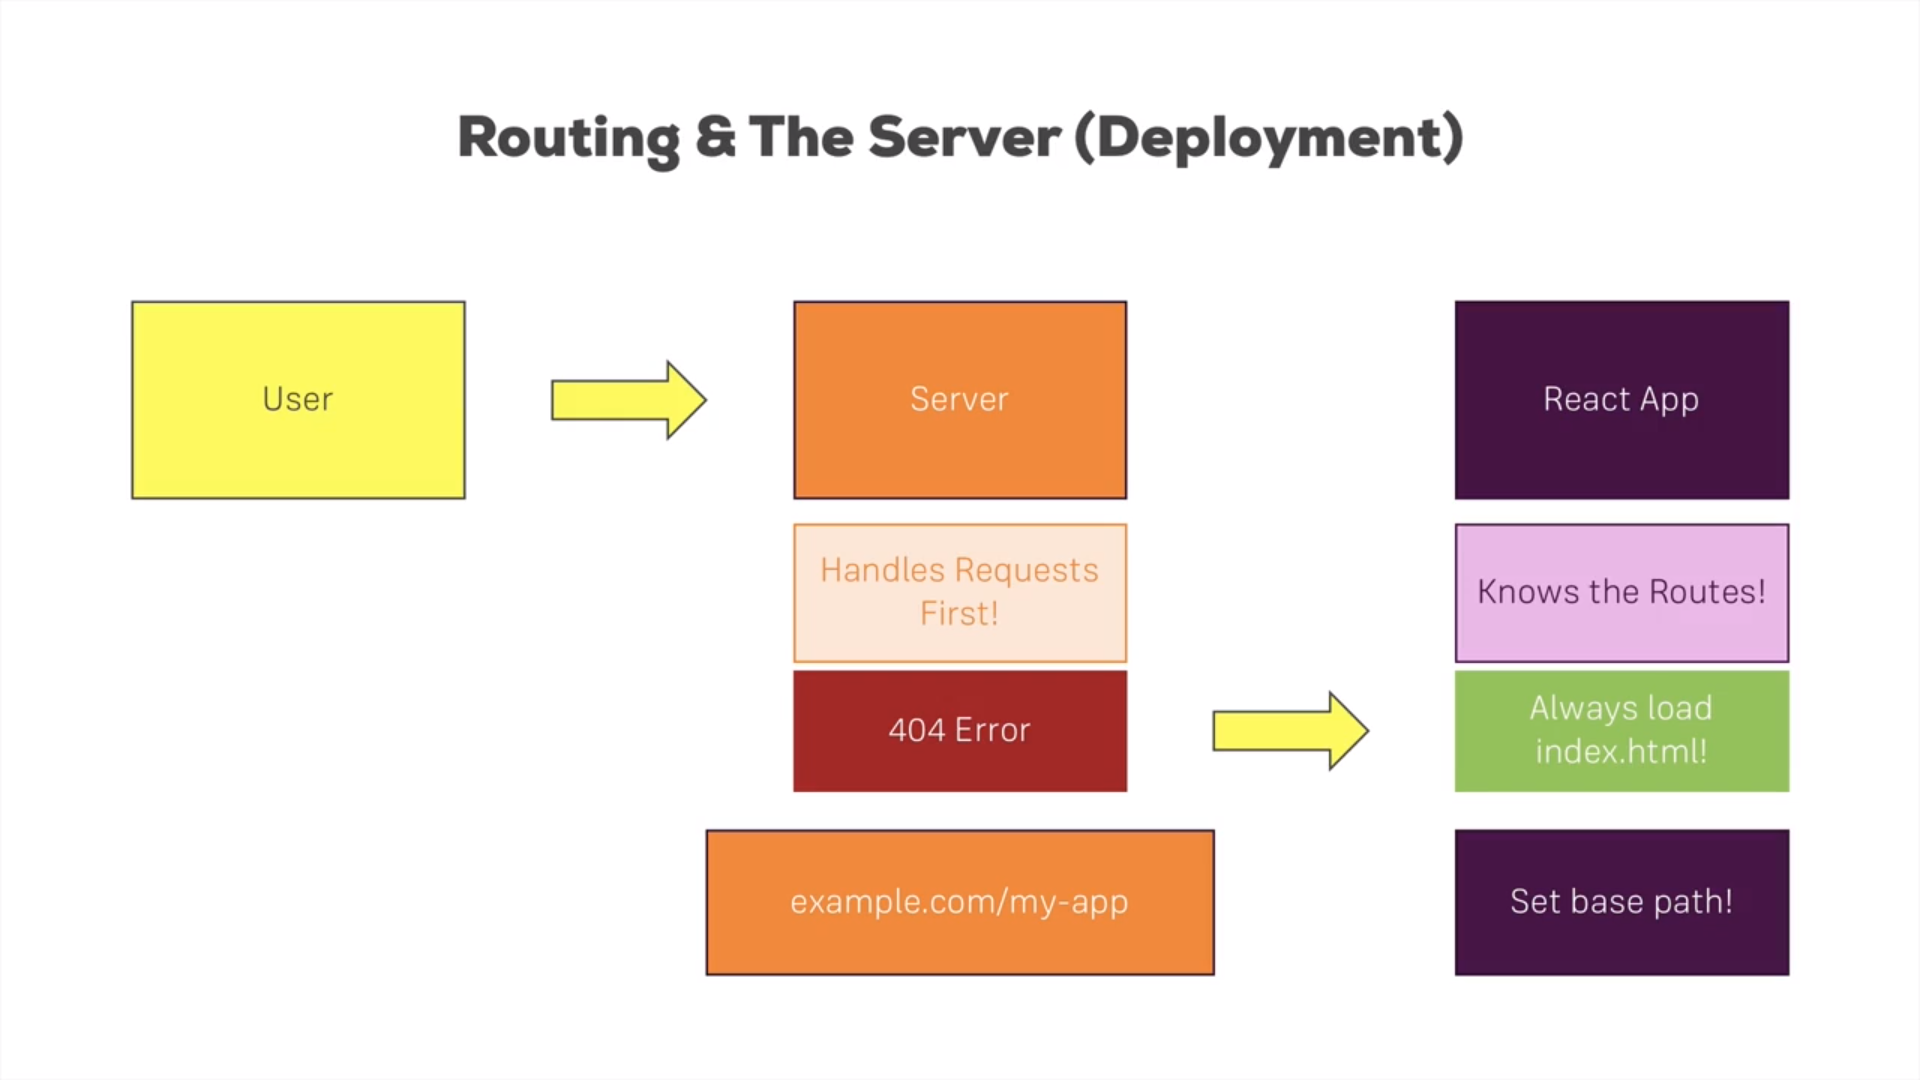 Routing & The Server (Deployment)
User
Server
React App
Handles Requests
First!
Knows the Routes!
404 Error
Always load
index.html!
example.com/my-app
Set base path!